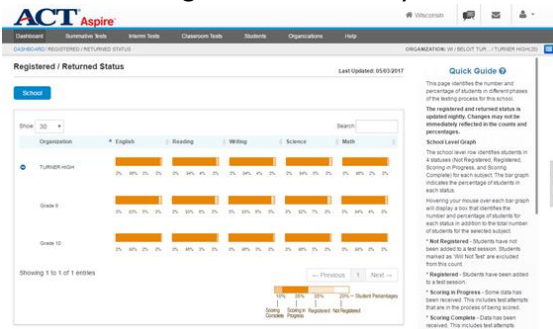 ACT Aspire
Wisconsin
Dashboard Summative Tests Interim Tests Classroom Tests Students Organizations Help
DASHBOARD / REGISTERED / RETURNED STATUS
ORGANIZATION: WI / BELOIT TUR... / TURNER HIGH
Registered / Returned Status
Last Updated: 05/03/2017
School
Show 30
Search
Organization English Reading Writing Science Math
TURNER HIGH
Grade 9
Grade 10
Showing 1 to 1 of 1 entries
← Previous 1 Next →
10% 26% 35% 29% - Student Percentages
Scoring Complete Scoring in Progress Registered Not Registered
Quick Guide
This page identifies the number and
percentage of students in different phases
of the testing process for this school.
The registered and returned status is
updated nightly. Changes may not be
immediately reflected in the counts and
percentages.
School Level Graph
The school level row identifies students in
4 statuses (Not Registered, Registered,
Scoring in Progress, and Scoring
Complete) for each subject. The bar graph
indicates the percentage of students in
each status.
Hovering your mouse over each bar graph
will display a box that identifies the
number and percentage of students for
each status in addition to the total number
of students for the selected subject.
* Not Registered - Students have not
been added to a test session. Students
marked as 'Will Not Test' are excluded
from this count.
* Registered - Students have been added
to a test session.
* Scoring in Progress - Some data has
been received. This includes test attempts
that are in the process of being scored.
* Scoring Complete - Data has been
received. This includes test attempts